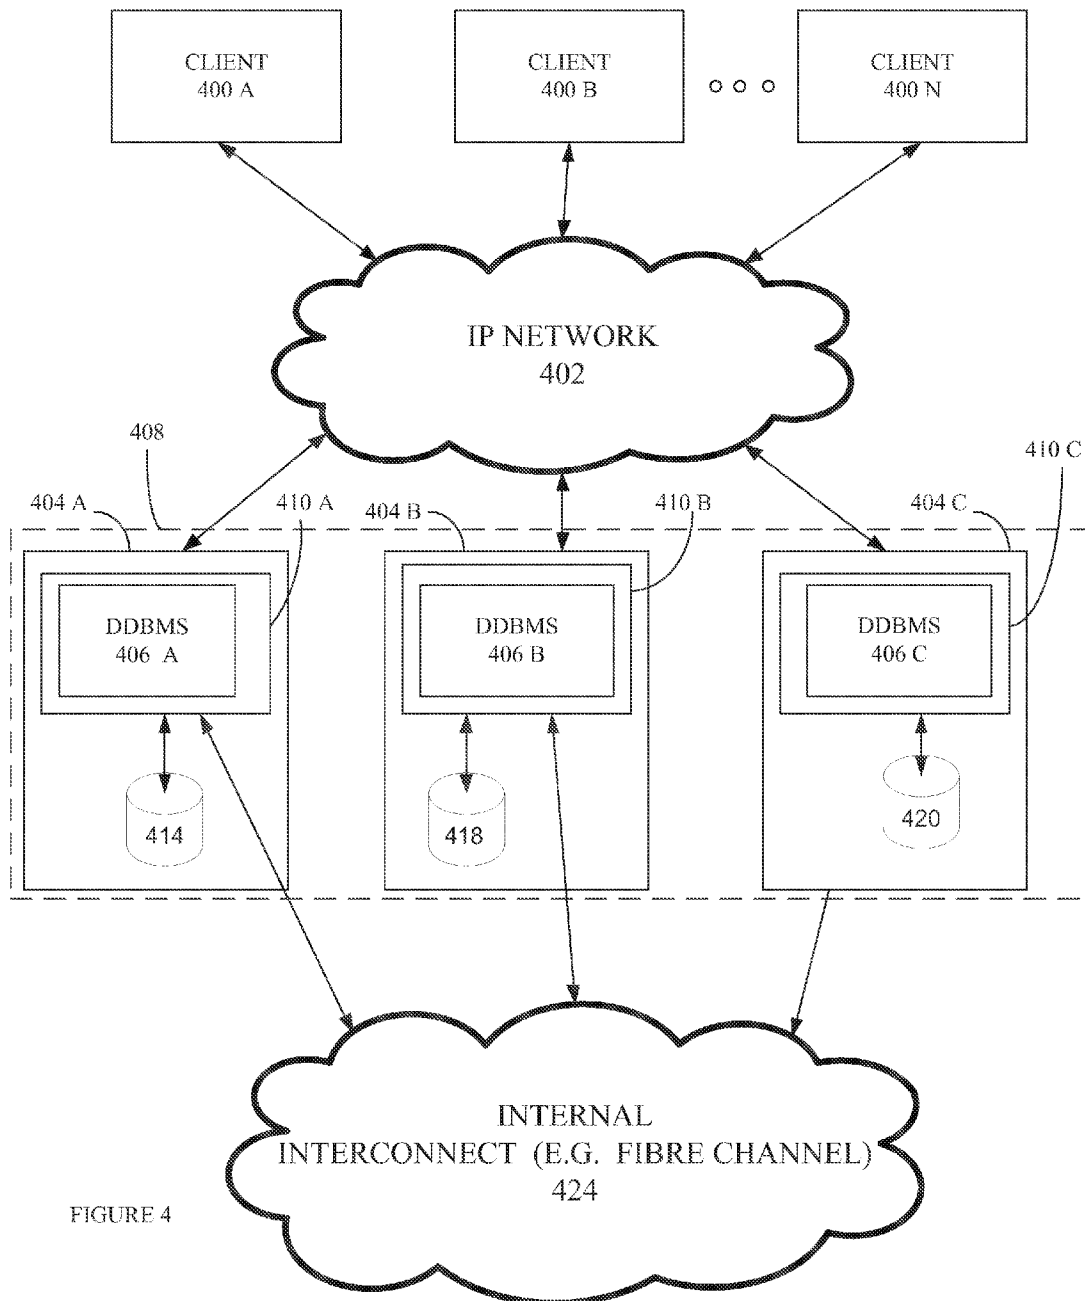 CLIENT
400 A
CLIENT
400 B
CLIENT
400 N
IP NETWORK
402
408
410 C
404 A
410 A
404 B
410 B
404 C
DDBMS
406 A
DDBMS
406 B
DDBMS
406 C
414
418
420
INTERNAL
INTERCONNECT (E.G. FIBRE CHANNEL)
424
FIGURE 4